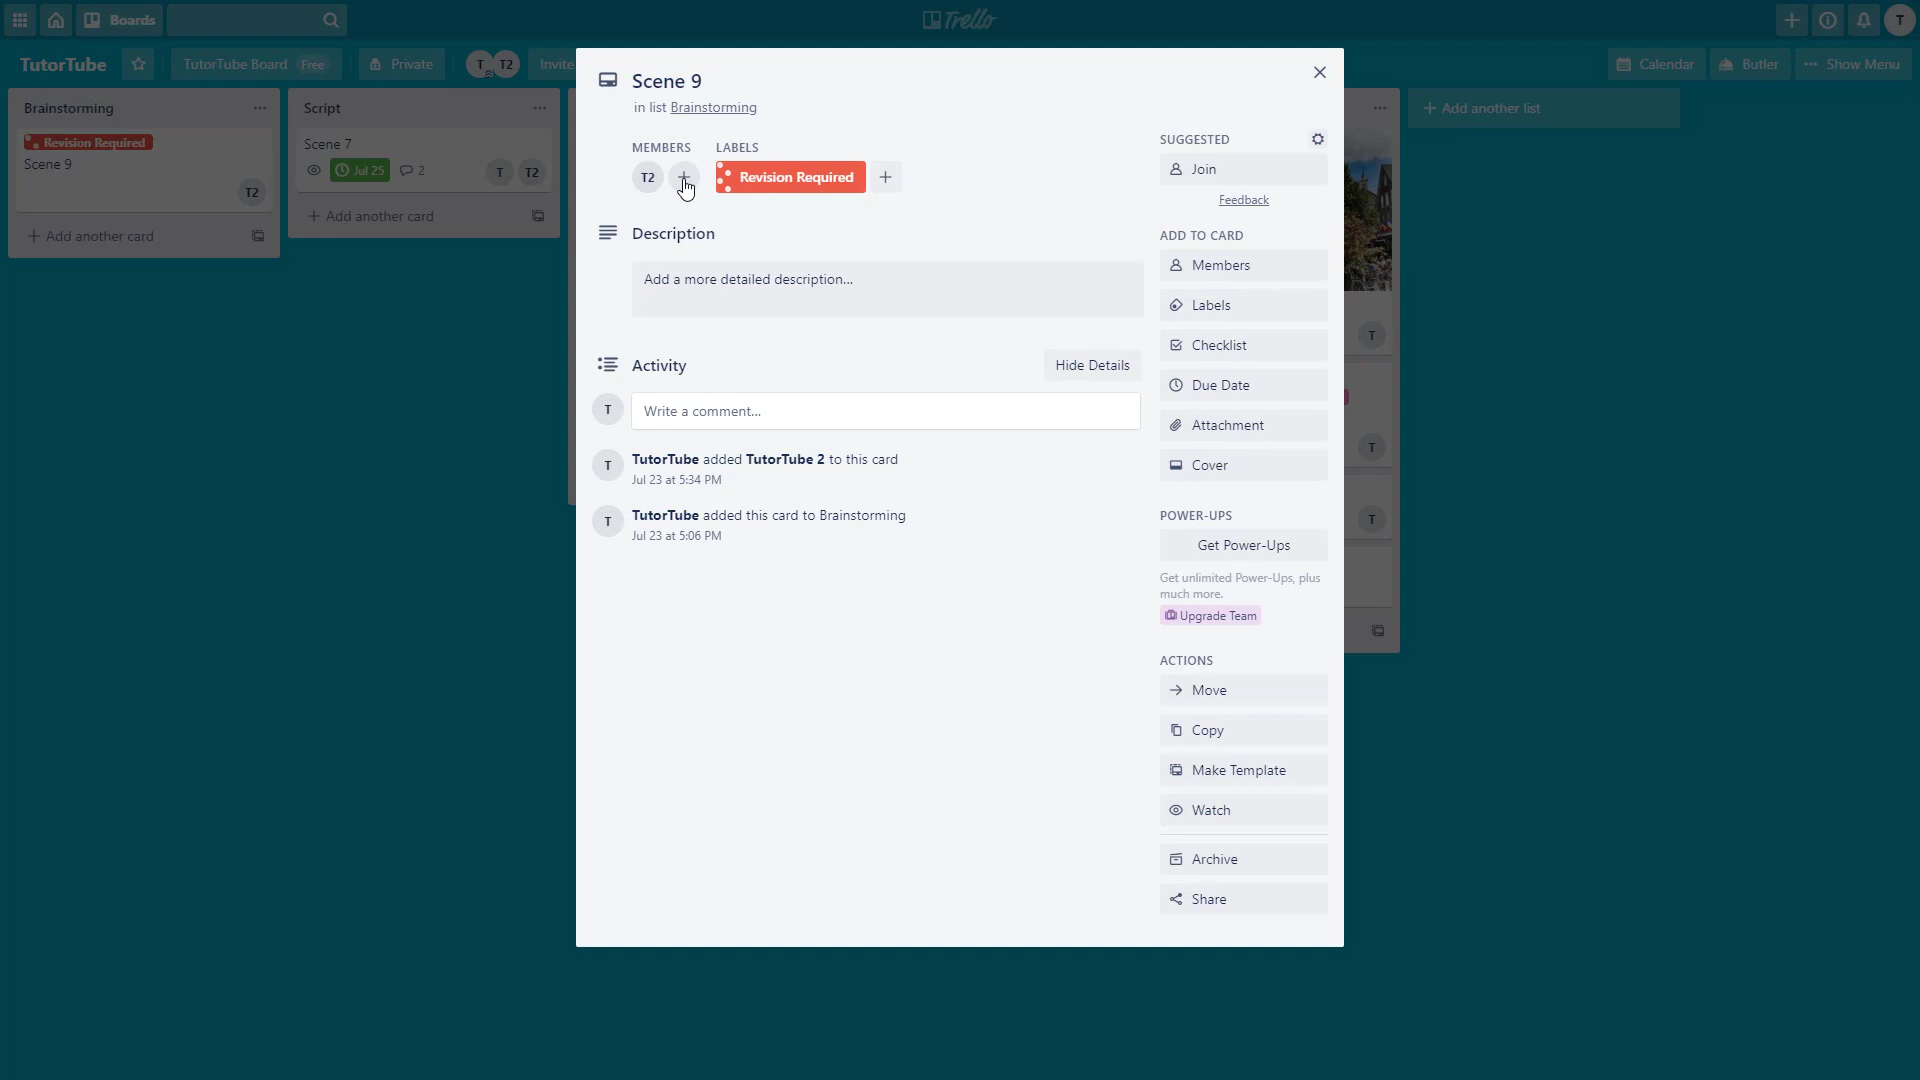 Boards
Trello
T
TutorTube
TutorTube Board Free
Private
T T2
Invite
Calendar
Butler
Show Menu
Brainstorming
Revision Required
Scene 9
T2
Add another card
Script
Scene 7
Jul 25 2 T T2
Add another card
Scene 9
in list Brainstorming
MEMBERS LABELS
T2 Revision Required
Description
Add a more detailed description...
Activity Hide Details
T Write a comment...
T TutorTube added TutorTube 2 to this card
Jul 23 at 5:34 PM
T TutorTube added this card to Brainstorming
Jul 23 at 5:06 PM
SUGGESTED
Join
Feedback
ADD TO CARD
Members
Labels
Checklist
Due Date
Attachment
Cover
POWER-UPS
Get Power-Ups
Get unlimited Power-Ups, plus
much more.
Upgrade Team
ACTIONS
Move
Copy
Make Template
Watch
Archive
Share
T
T
T
Add another list